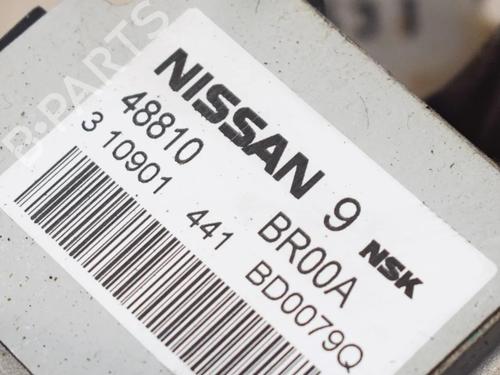 NISSAN 9
48810 BR00A NSK
3 10901 441 BD0079Q
B-PARTS